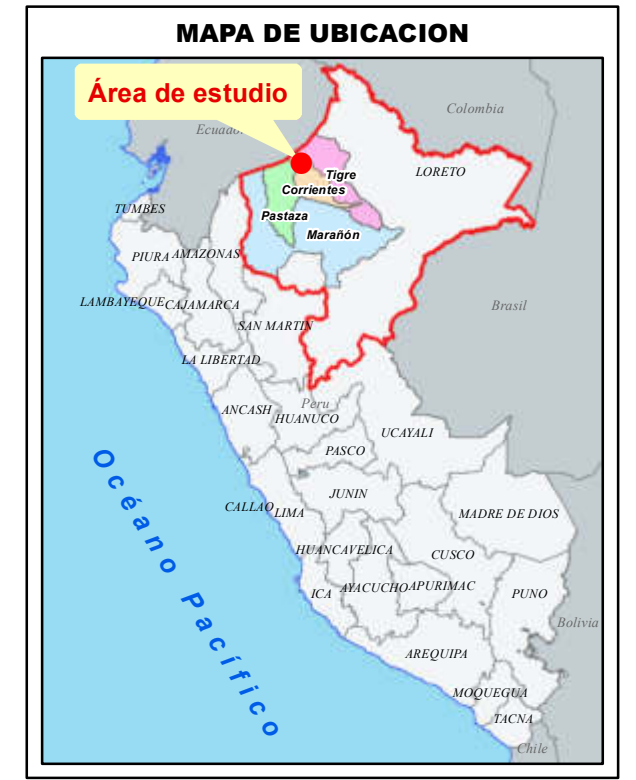 MAPA DE UBICACION
Área de estudio
Colombia
Ecuador
LORETO
Tigre
Corrientes
TUMBES
Pastaza
Marañón
PIURA
AMAZONAS
LAMBAYEQUE
CAJAMARCA
Brasil
SAN MARTIN
LA LIBERTAD
Peru
ANCASH
HUANUCO
UCAYALI
PASCO
Océano Pacífico
JUNIN
CALLAO
LIMA
MADRE DE DIOS
HUANCAVELICA
CUSCO
ICA
AYACUCHO
APURIMAC
PUNO
Bolivia
AREQUIPA
MOQUEGUA
TACNA
Chile